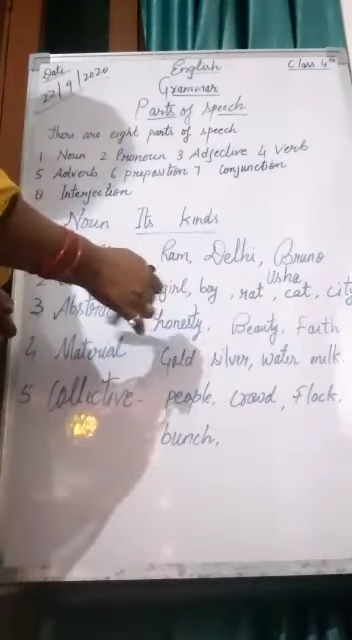 Date
22/9/2020
English
Class 4th
Grammar
Parts of speech
There are eight parts of speech
1 Noun 2 Pronoun 3 Adjective 4 Verb
5 Adverb 6 preposition 7 Conjunction
8 Interjection
Noun Its kinds
Ram, Delhi, Bruno
Usha
girl, boy, rat, cat, city
3 honesty, Beauty, Faith
4 Material Gold silver, water milk.
5 Collective - people, crowd, Flock,
bunch.